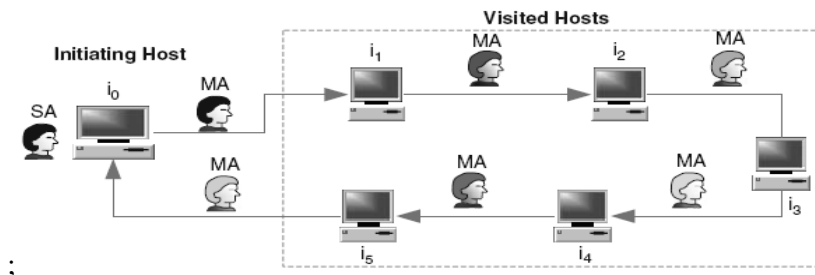 Visited Hosts
Initiating Host
i₁
MA
i₂
MA
i₀
MA
SA
MA
MA
MA
i₃
i₅
i₄
;